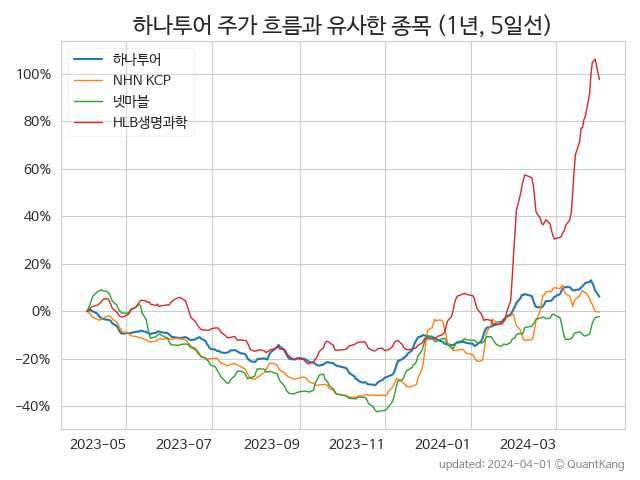 하나투어 주가 흐름과 유사한 종목 (1년, 5일선)
하나투어
NHN KCP
넷마블
HLB생명과학
100%
80%
60%
40%
20%
0%
−20%
−40%
2023-05
2023-07
2023-09
2023-11
2024-01
2024-03
updated: 2024-04-01 © QuantKang